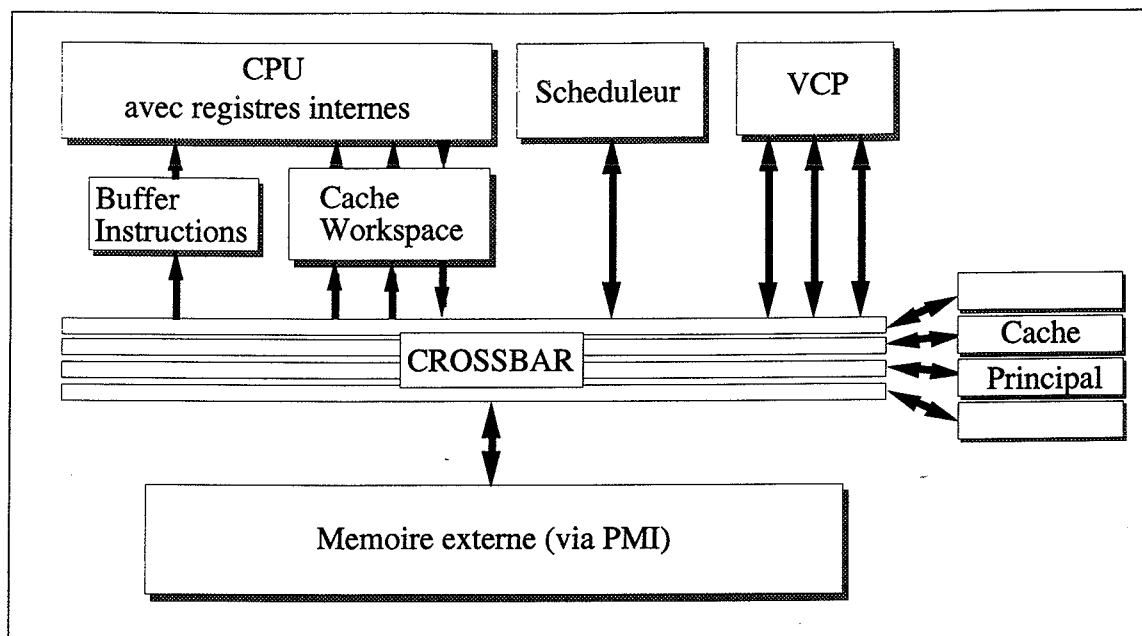 CPU
avec registres internes
Scheduleur
VCP
Buffer
Instructions
Cache
Workspace
CROSSBAR
Cache
Principal
Memoire externe (via PMI)